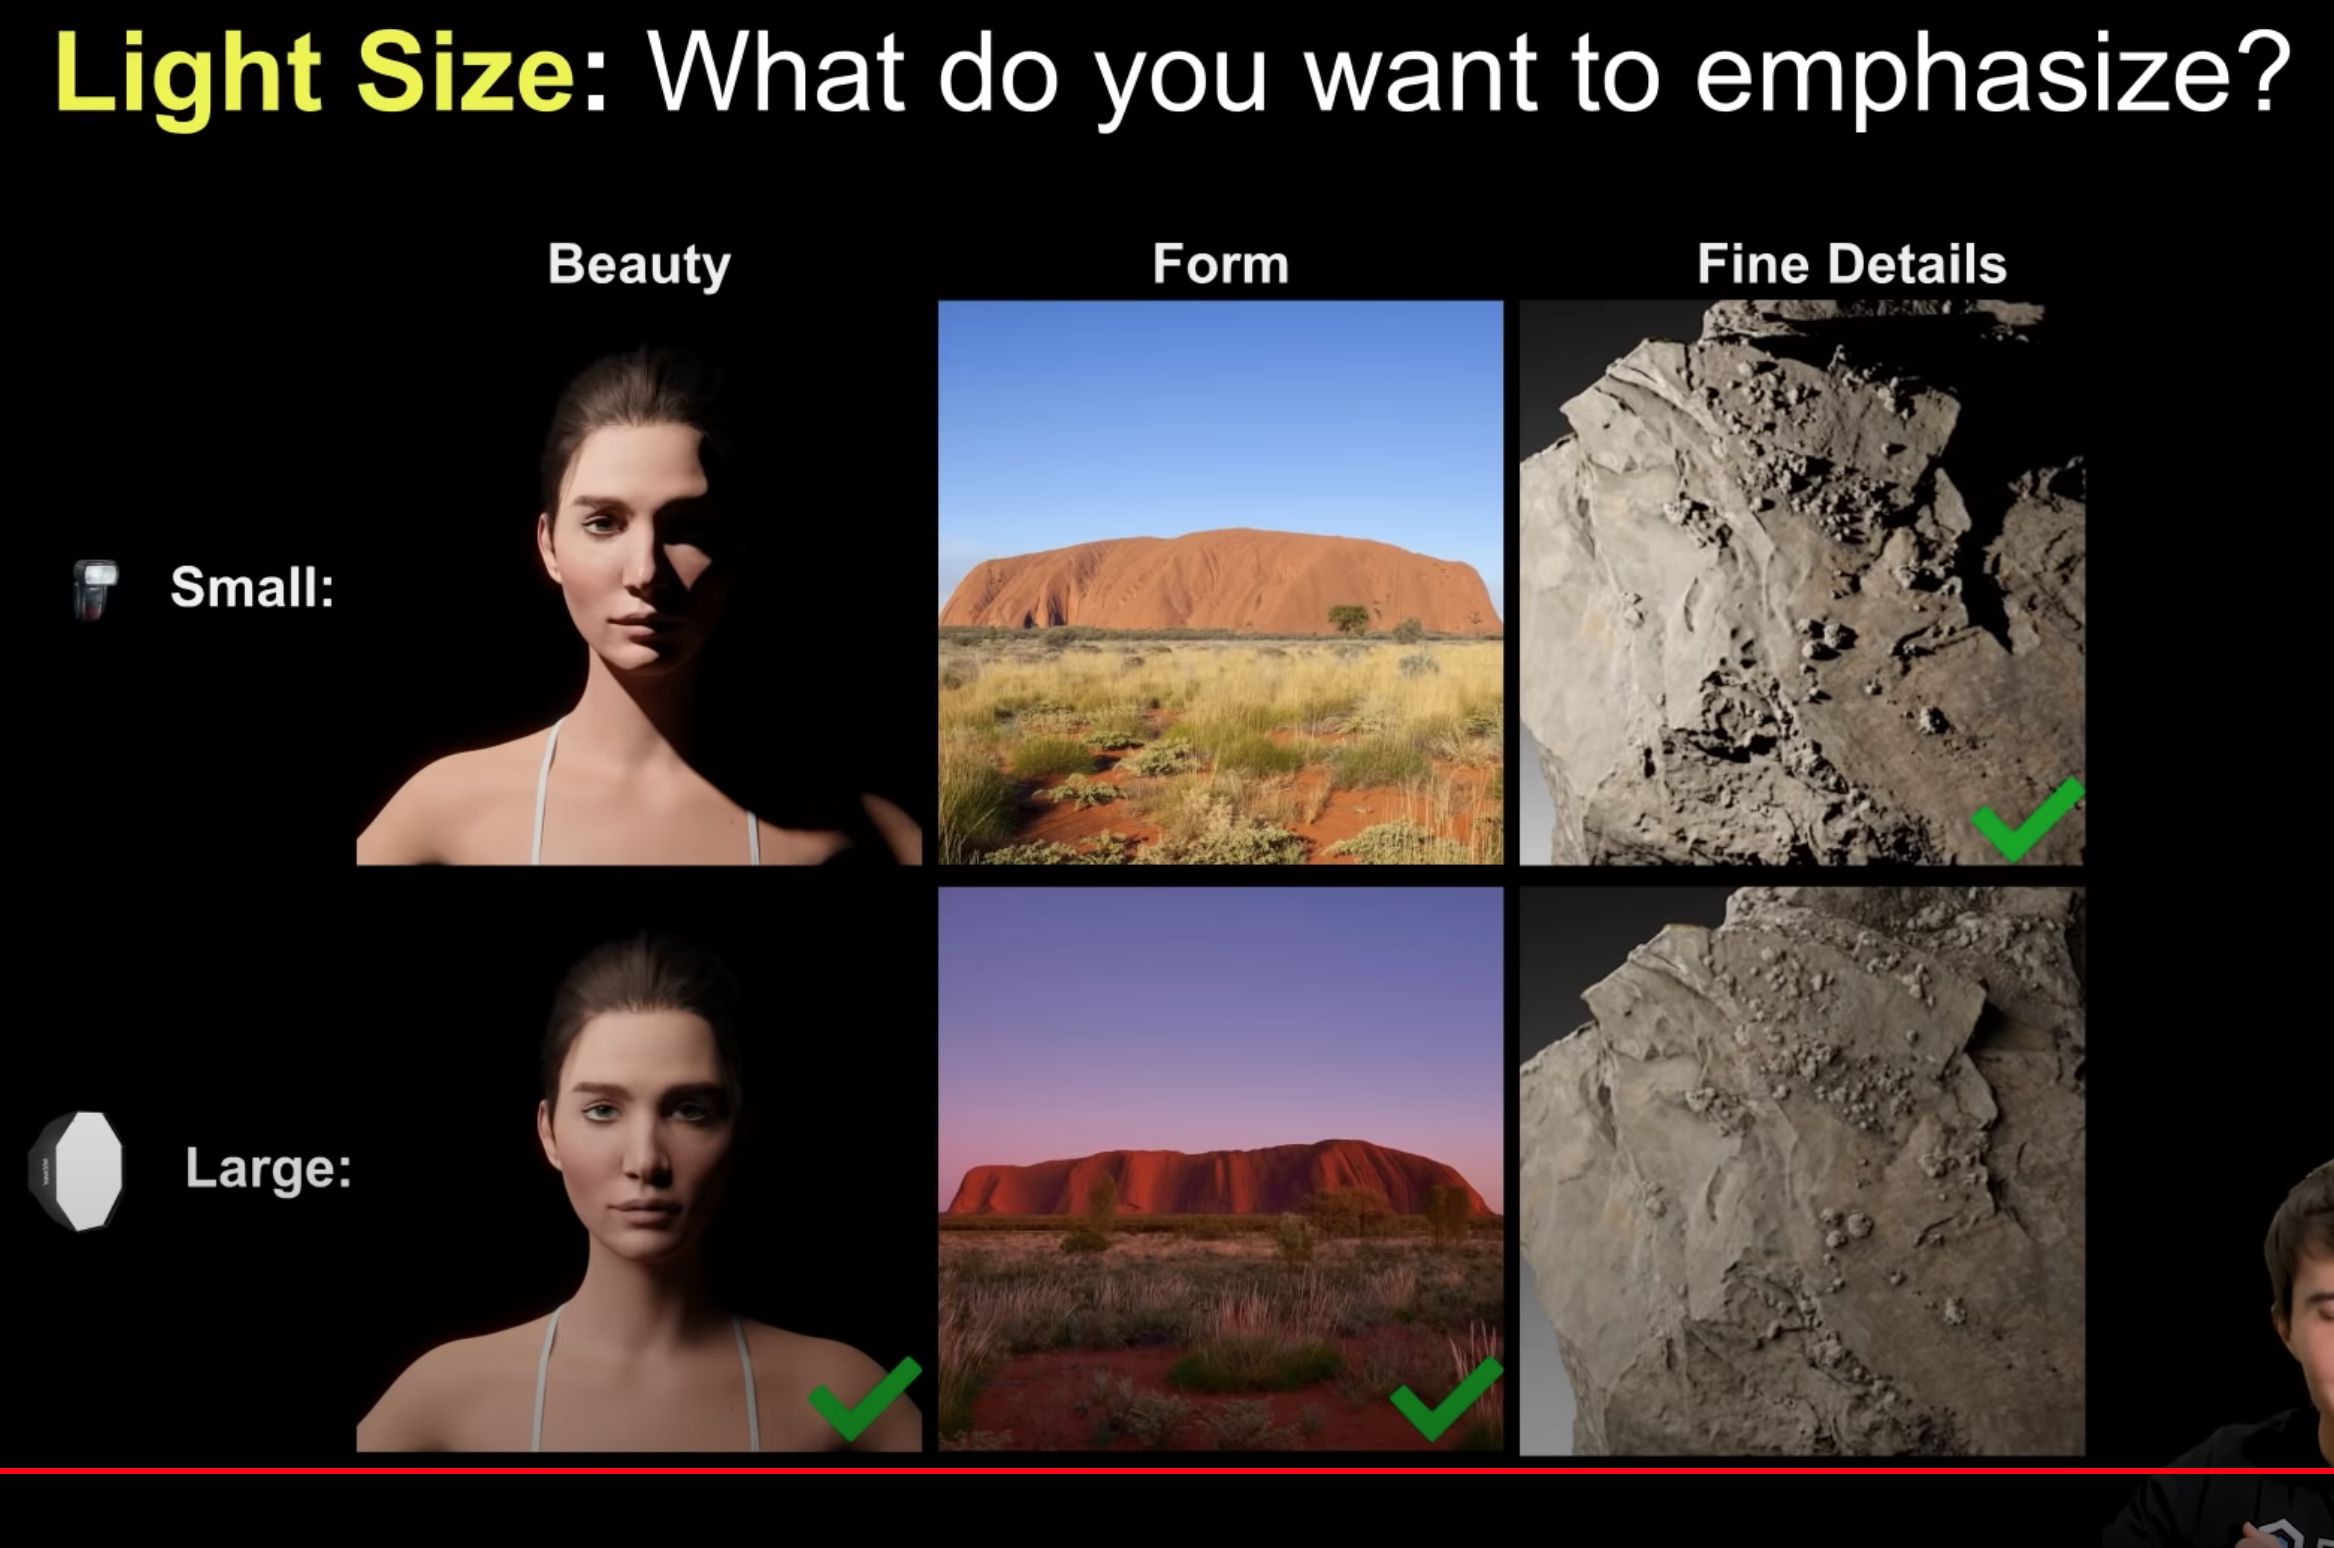 Light Size: What do you want to emphasize?
Beauty Form Fine Details
Small:
Large: